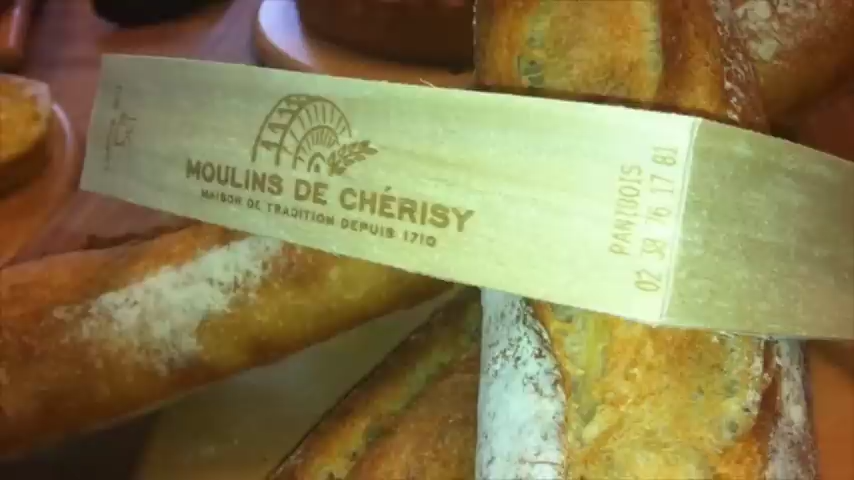 MOULINS DE CHÉRISY
MAISON DE TRADITION DEPUIS 1710
PANIBOIS
02 38 76 17 81